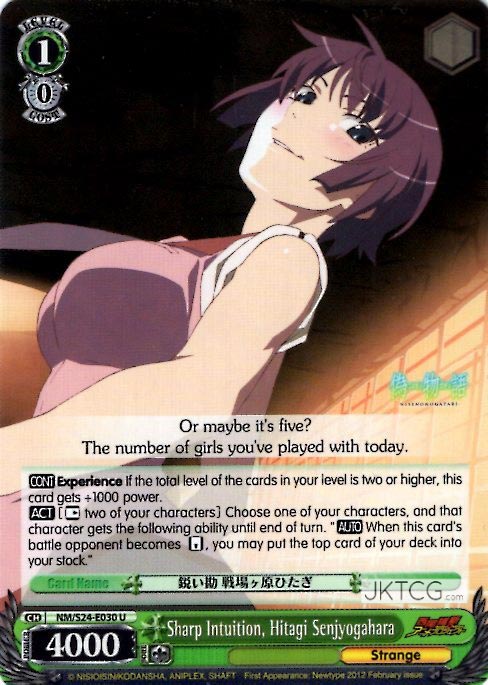 LEVEL
1
0
COST
偽物語
NISEMONOGATARI
Or maybe it's five?
The number of girls you've played with today.
CONT Experience If the total level of the cards in your level is two or higher, this
card gets +1000 power.
ACT [ two of your characters] Choose one of your characters, and that
character gets the following ability until end of turn. "AUTO When this card's
battle opponent becomes , you may put the top card of your deck into
your stock."
Card Name
鋭い勘 戦場ヶ原ひたぎ
JKTCG.com
CH NM/S24-E030 U
Sharp Intuition, Hitagi Senjyogahara
POWER 4000
SOUL
Strange
© NISIOISIN/KODANSHA, ANIPLEX, SHAFT First Appearance: Newtype 2012 February issue